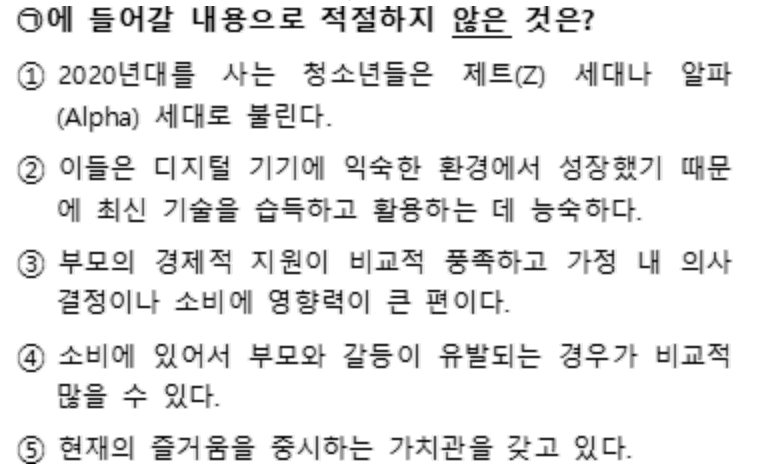 ㉠에 들어갈 내용으로 적절하지 않은 것은?
① 2020년대를 사는 청소년들은 제트(Z) 세대나 알파
(Alpha) 세대로 불린다.
② 이들은 디지털 기기에 익숙한 환경에서 성장했기 때문
에 최신 기술을 습득하고 활용하는 데 능숙하다.
③ 부모의 경제적 지원이 비교적 풍족하고 가정 내 의사
결정이나 소비에 영향력이 큰 편이다.
④ 소비에 있어서 부모와 갈등이 유발되는 경우가 비교적
많을 수 있다.
⑤ 현재의 즐거움을 중시하는 가치관을 갖고 있다.